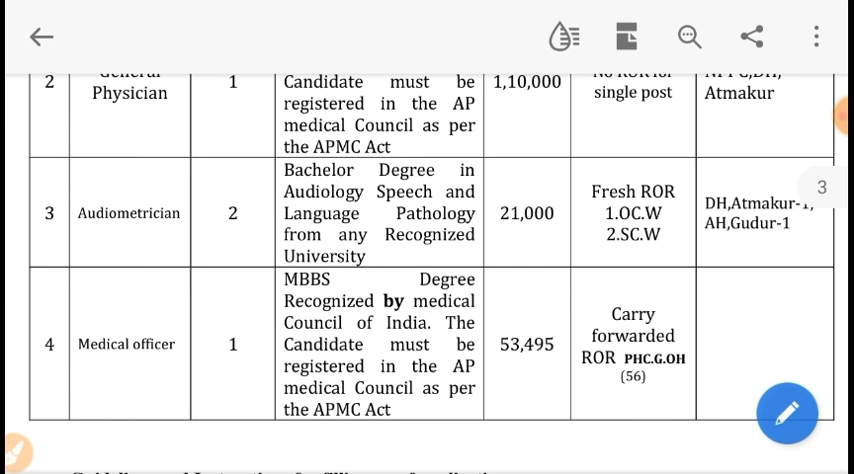 2
Physician
1
Candidate must be
registered in the AP
medical Council as per
the APMC Act
1,10,000
single post
Atmakur
3
Audiometrician
2
Bachelor Degree in
Audiology Speech and
Language Pathology
from any Recognized
University
21,000
Fresh ROR
1.OC.W
2.SC.W
DH,Atmakur-1,
AH,Gudur-1
3
4
Medical officer
1
MBBS Degree
Recognized by medical
Council of India. The
Candidate must be
registered in the AP
medical Council as per
the APMC Act
53,495
Carry
forwarded
ROR PHC.G.OH
(56)